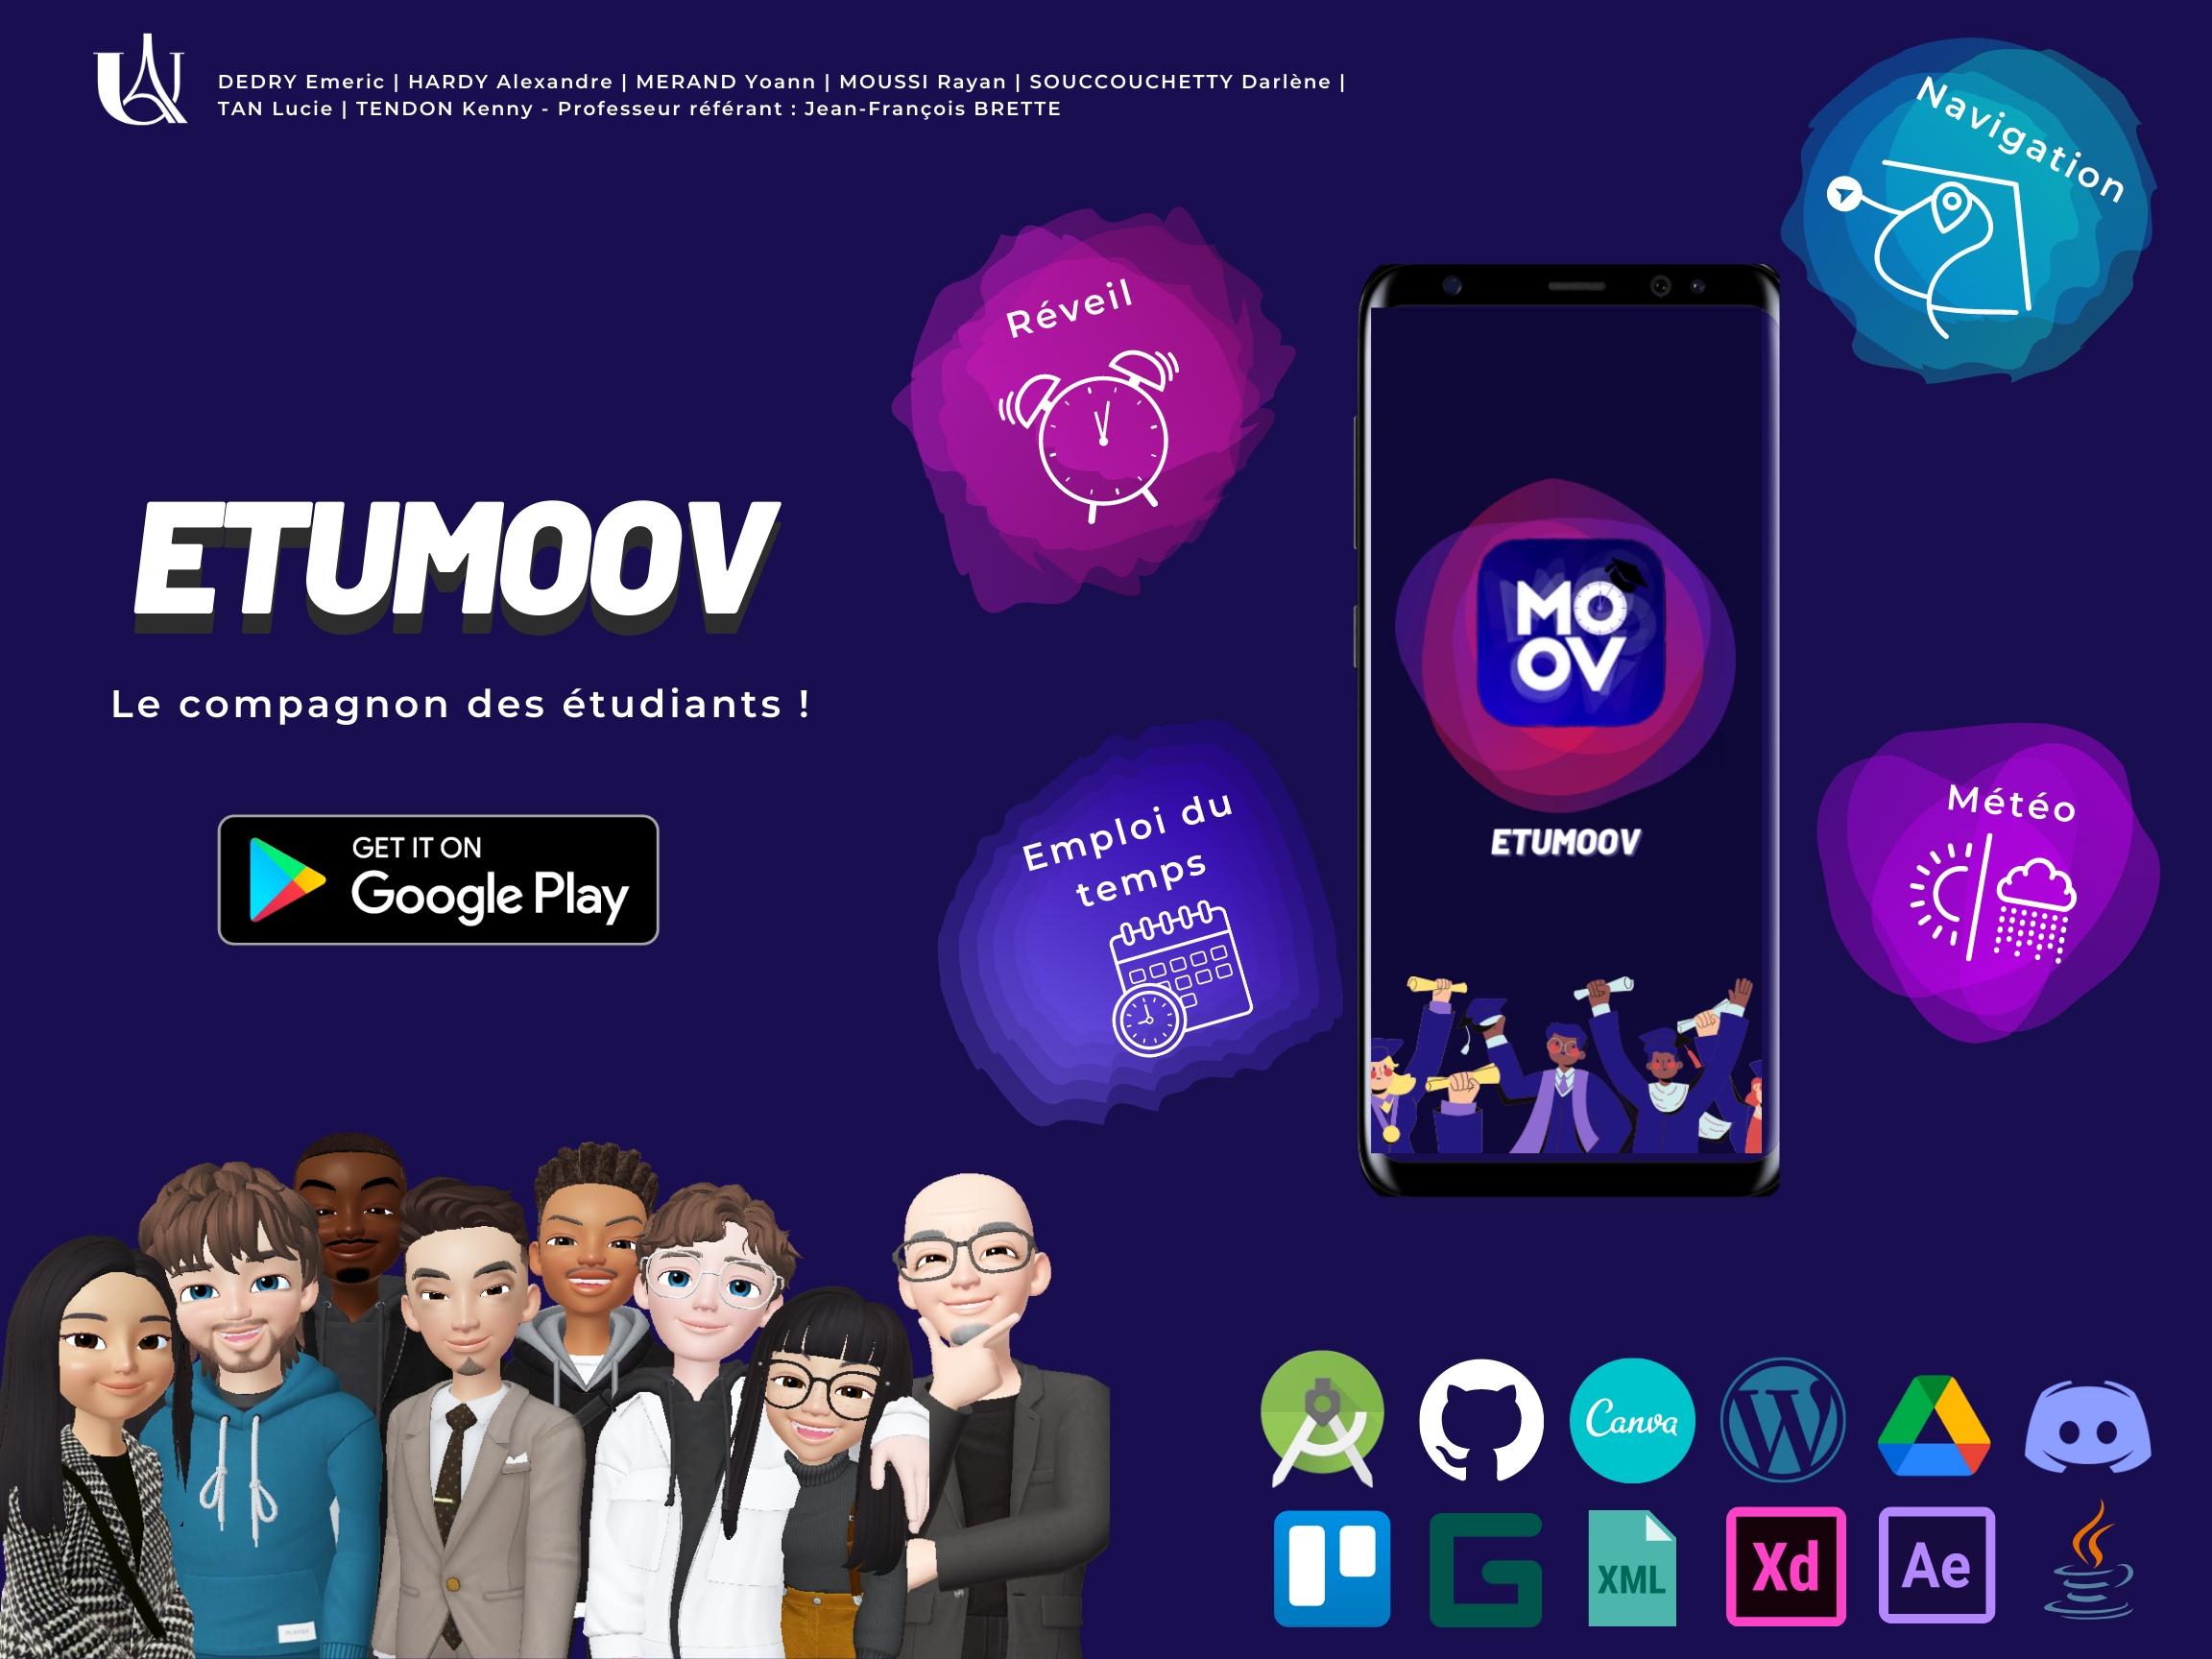 DEDRY Emeric | HARDY Alexandre | MERAND Yoann | MOUSSI Rayan | SOUCCOUCHETTY Darlène |
TAN Lucie | TENDON Kenny - Professeur référant : Jean-François BRETTE
Navigation
Réveil
ETUMOOV
Le compagnon des étudiants !
GET IT ON
Google Play
Emploi du
temps
MO
OV
ETUMOOV
Météo
Canva
XML
Xd
Ae
PLAYER